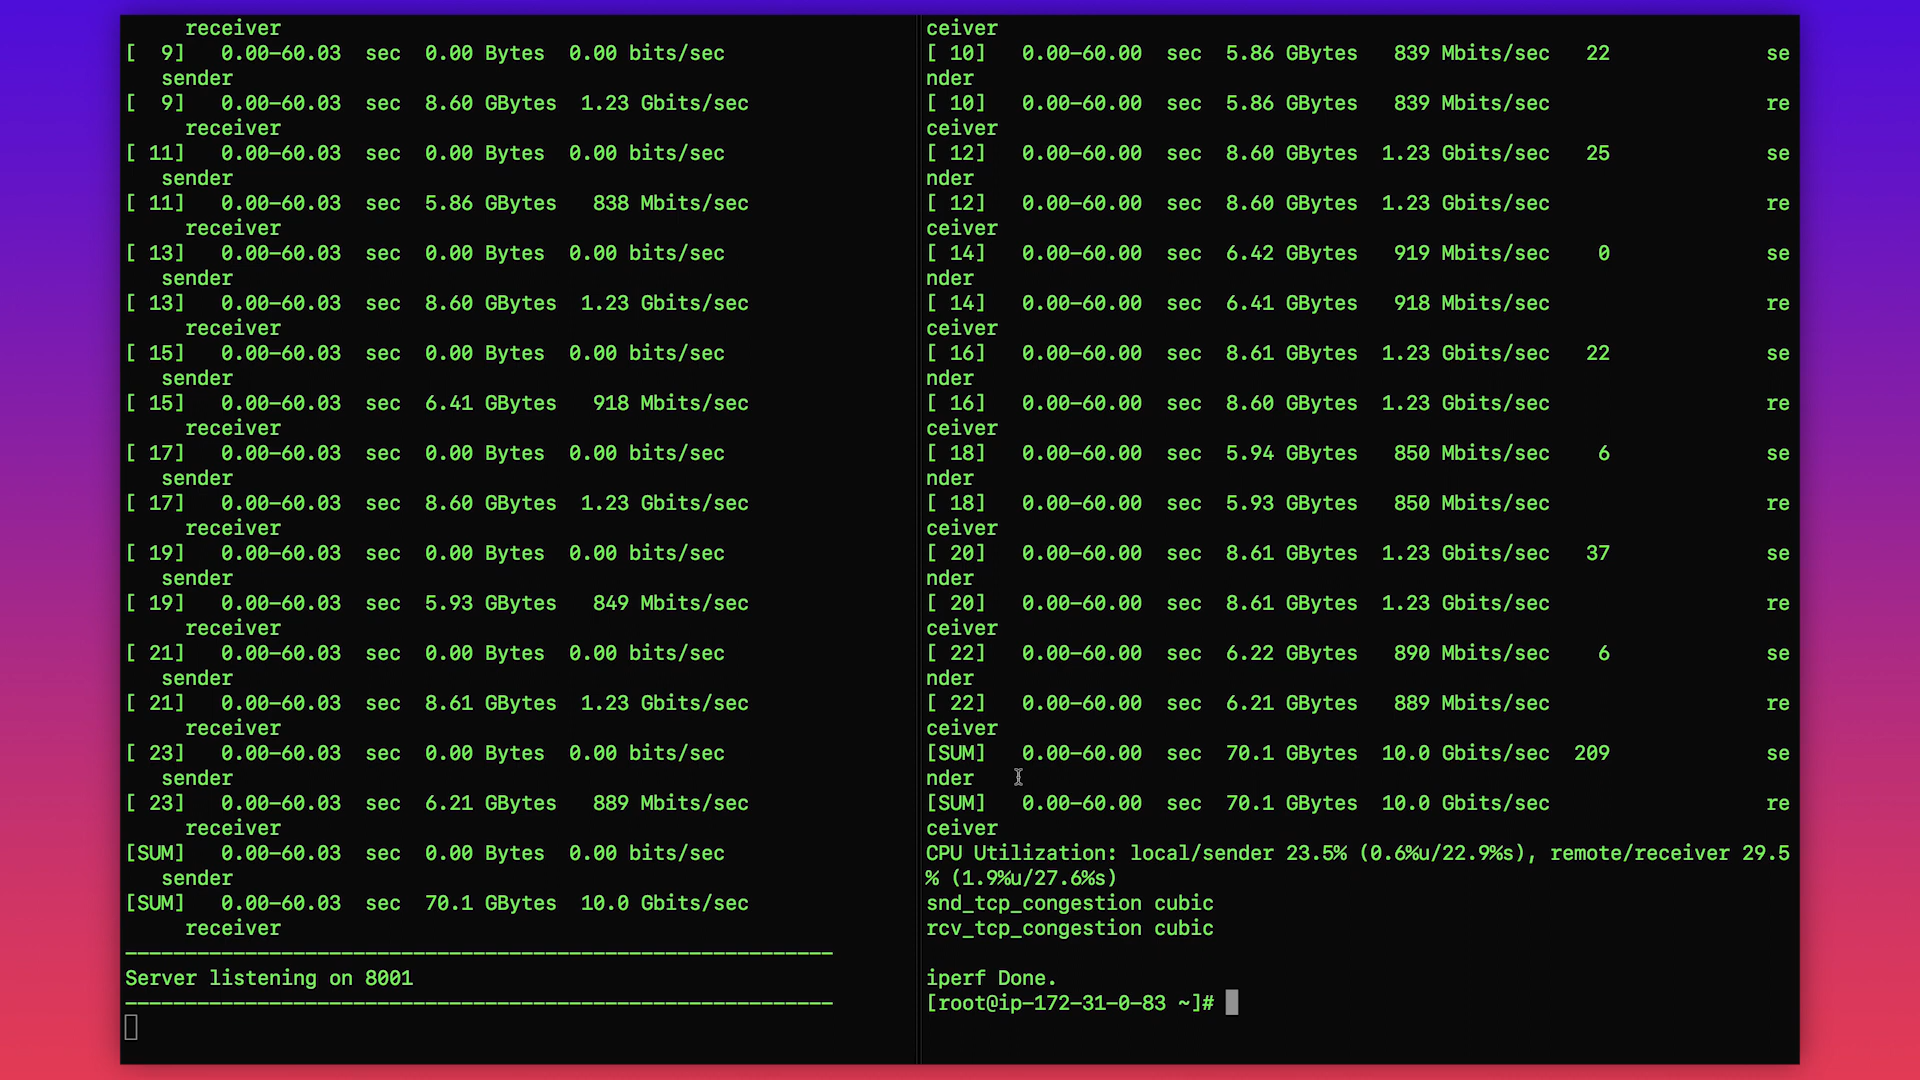 receiver
[  9]   0.00-60.03  sec  0.00 Bytes  0.00 bits/sec
sender
[  9]   0.00-60.03  sec  8.60 GBytes  1.23 Gbits/sec
receiver
[ 11]   0.00-60.03  sec  0.00 Bytes  0.00 bits/sec
sender
[ 11]   0.00-60.03  sec  5.86 GBytes   838 Mbits/sec
receiver
[ 13]   0.00-60.03  sec  0.00 Bytes  0.00 bits/sec
sender
[ 13]   0.00-60.03  sec  8.60 GBytes  1.23 Gbits/sec
receiver
[ 15]   0.00-60.03  sec  0.00 Bytes  0.00 bits/sec
sender
[ 15]   0.00-60.03  sec  6.41 GBytes   918 Mbits/sec
receiver
[ 17]   0.00-60.03  sec  0.00 Bytes  0.00 bits/sec
sender
[ 17]   0.00-60.03  sec  8.60 GBytes  1.23 Gbits/sec
receiver
[ 19]   0.00-60.03  sec  0.00 Bytes  0.00 bits/sec
sender
[ 19]   0.00-60.03  sec  5.93 GBytes   849 Mbits/sec
receiver
[ 21]   0.00-60.03  sec  0.00 Bytes  0.00 bits/sec
sender
[ 21]   0.00-60.03  sec  8.61 GBytes  1.23 Gbits/sec
receiver
[ 23]   0.00-60.03  sec  0.00 Bytes  0.00 bits/sec
sender
[ 23]   0.00-60.03  sec  6.21 GBytes   889 Mbits/sec
receiver
[SUM]   0.00-60.03  sec  0.00 Bytes  0.00 bits/sec
sender
[SUM]   0.00-60.03  sec  70.1 GBytes  10.0 Gbits/sec
receiver
-----------------------------------------------------------
Server listening on 8001
-----------------------------------------------------------
ceiver
[ 10]   0.00-60.00  sec  5.86 GBytes   839 Mbits/sec   22             se
nder
[ 10]   0.00-60.00  sec  5.86 GBytes   839 Mbits/sec                  re
ceiver
[ 12]   0.00-60.00  sec  8.60 GBytes  1.23 Gbits/sec   25             se
nder
[ 12]   0.00-60.00  sec  8.60 GBytes  1.23 Gbits/sec                  re
ceiver
[ 14]   0.00-60.00  sec  6.42 GBytes   919 Mbits/sec    0             se
nder
[ 14]   0.00-60.00  sec  6.41 GBytes   918 Mbits/sec                  re
ceiver
[ 16]   0.00-60.00  sec  8.61 GBytes  1.23 Gbits/sec   22             se
nder
[ 16]   0.00-60.00  sec  8.60 GBytes  1.23 Gbits/sec                  re
ceiver
[ 18]   0.00-60.00  sec  5.94 GBytes   850 Mbits/sec    6             se
nder
[ 18]   0.00-60.00  sec  5.93 GBytes   850 Mbits/sec                  re
ceiver
[ 20]   0.00-60.00  sec  8.61 GBytes  1.23 Gbits/sec   37             se
nder
[ 20]   0.00-60.00  sec  8.61 GBytes  1.23 Gbits/sec                  re
ceiver
[ 22]   0.00-60.00  sec  6.22 GBytes   890 Mbits/sec    6             se
nder
[ 22]   0.00-60.00  sec  6.21 GBytes   889 Mbits/sec                  re
ceiver
[SUM]   0.00-60.00  sec  70.1 GBytes  10.0 Gbits/sec  209             se
nder
[SUM]   0.00-60.00  sec  70.1 GBytes  10.0 Gbits/sec                  re
ceiver
CPU Utilization: local/sender 23.5% (0.6%u/22.9%s), remote/receiver 29.5
% (1.9%u/27.6%s)
snd_tcp_congestion cubic
rcv_tcp_congestion cubic
iperf Done.
[root@ip-172-31-0-83 ~]#